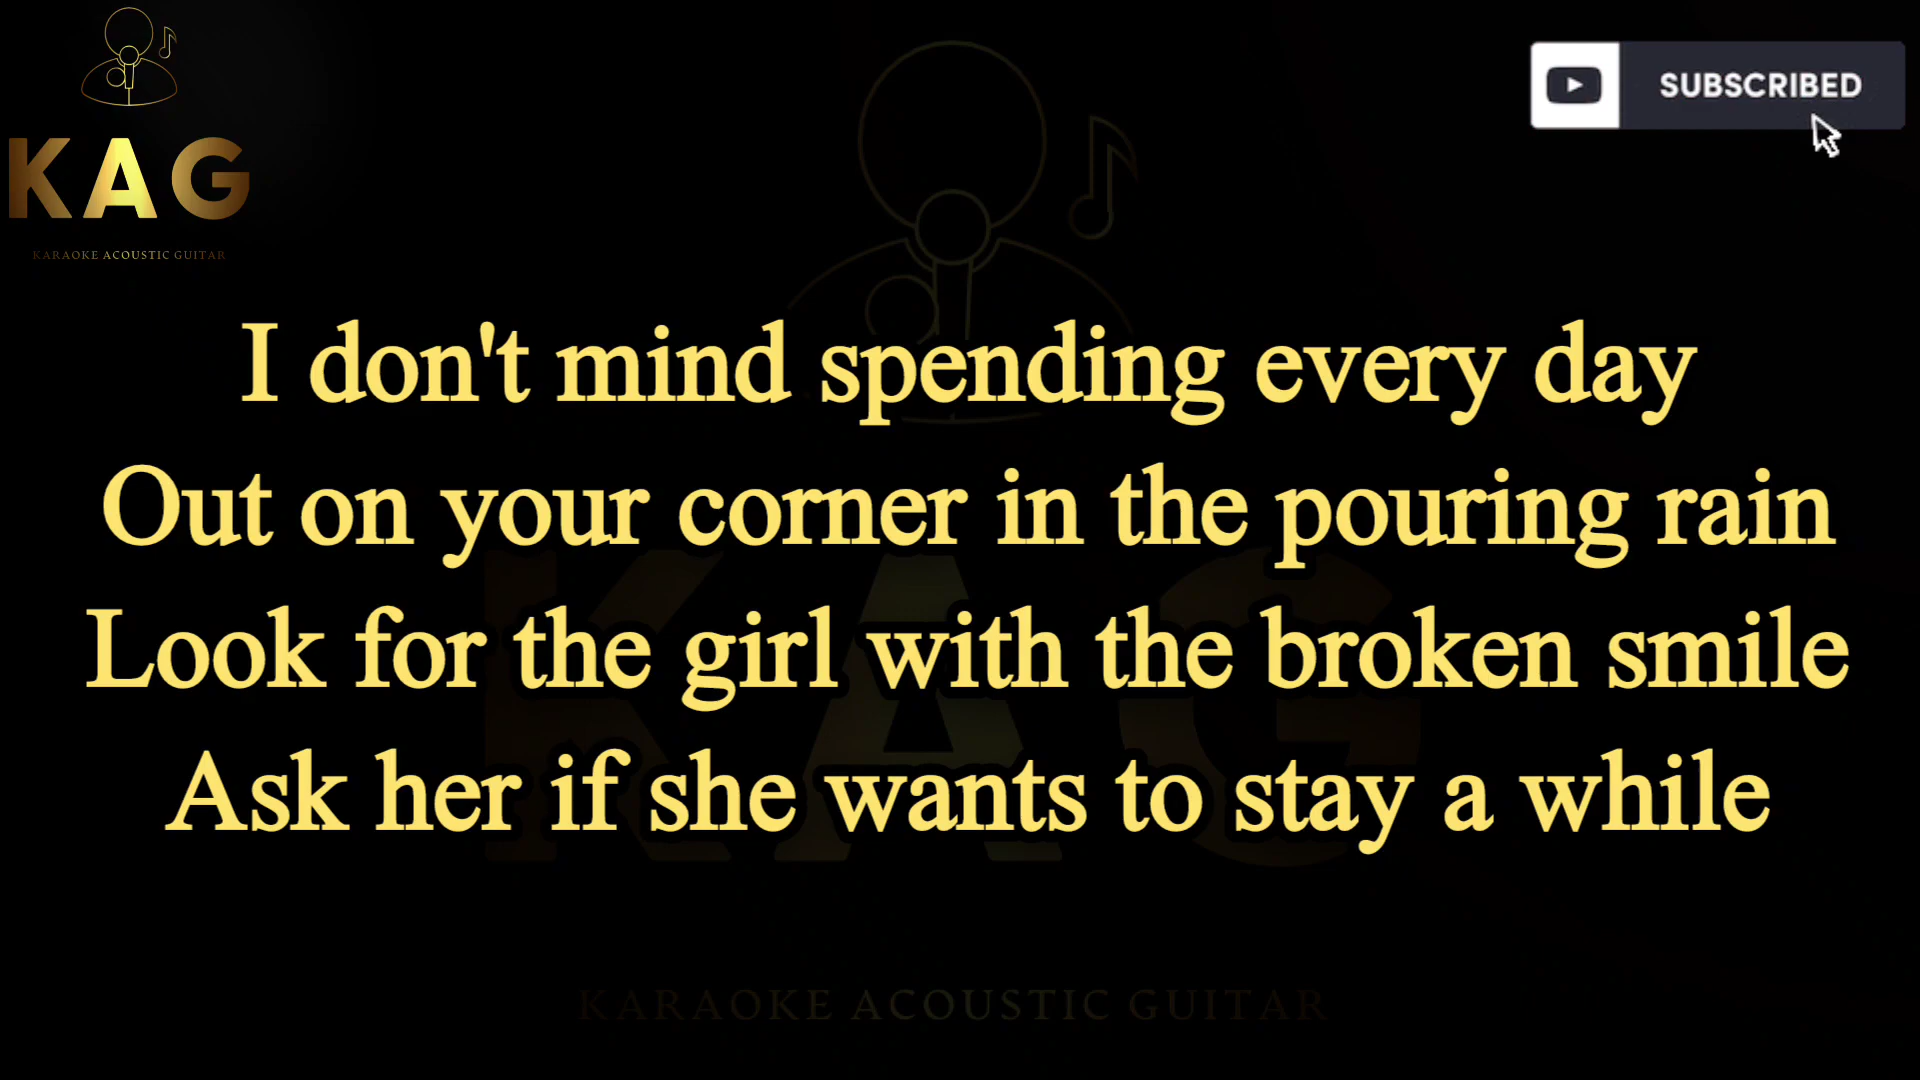 KAG
KARAOKE ACOUSTIC GUITAR
SUBSCRIBED
I don't mind spending every day
Out on your corner in the pouring rain
Look for the girl with the broken smile
Ask her if she wants to stay a while
KAG
KARAOKE ACOUSTIC GUITAR